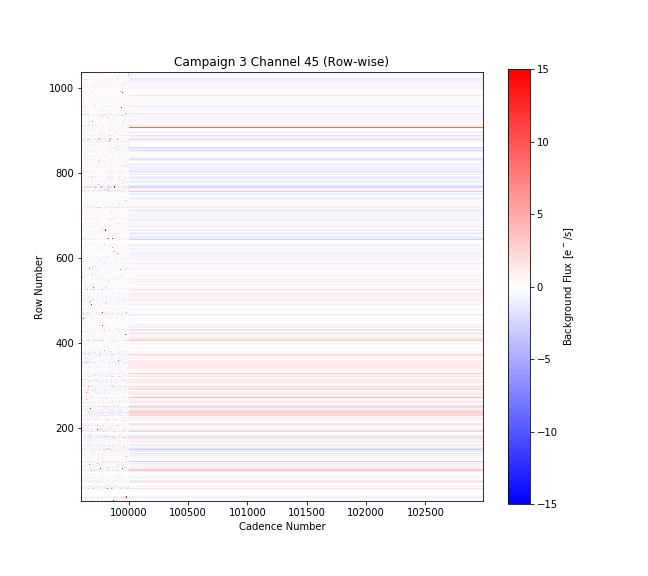 Campaign 3 Channel 45 (Row-wise)
1000
800
600
400
200
Row Number
100000 100500 101000 101500 102000 102500
Cadence Number
15
10
5
0
−5
−10
−15
Background Flux [e⁻/s]